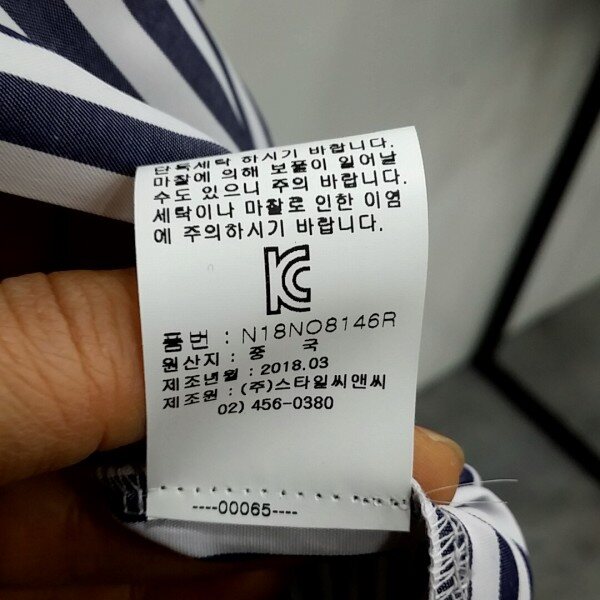 단독세탁 하시기 바랍니다.
마찰에 의해 보풀이 일어날
수도 있으니 주의 바랍니다.
세탁이나 마찰로 인한 이염
에 주의하시기 바랍니다.
KC
품번 : N18NO8146R
원산지 : 중 국
제조년월 : 2018.03
제조원 : (주)스타일씨앤씨
02) 456-0380
----00065----